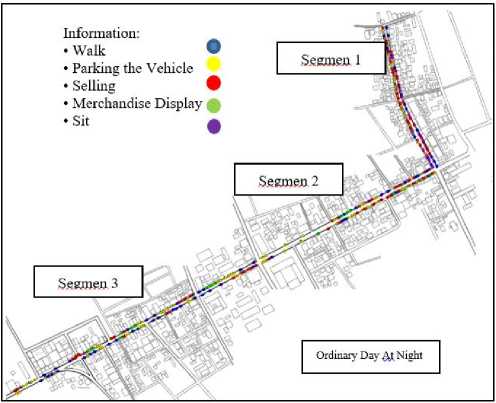 Information:
• Walk
• Parking the Vehicle
• Selling
• Merchandise Display
• Sit
Segmen 1
Segmen 2
Segmen 3
Ordinary Day At Night